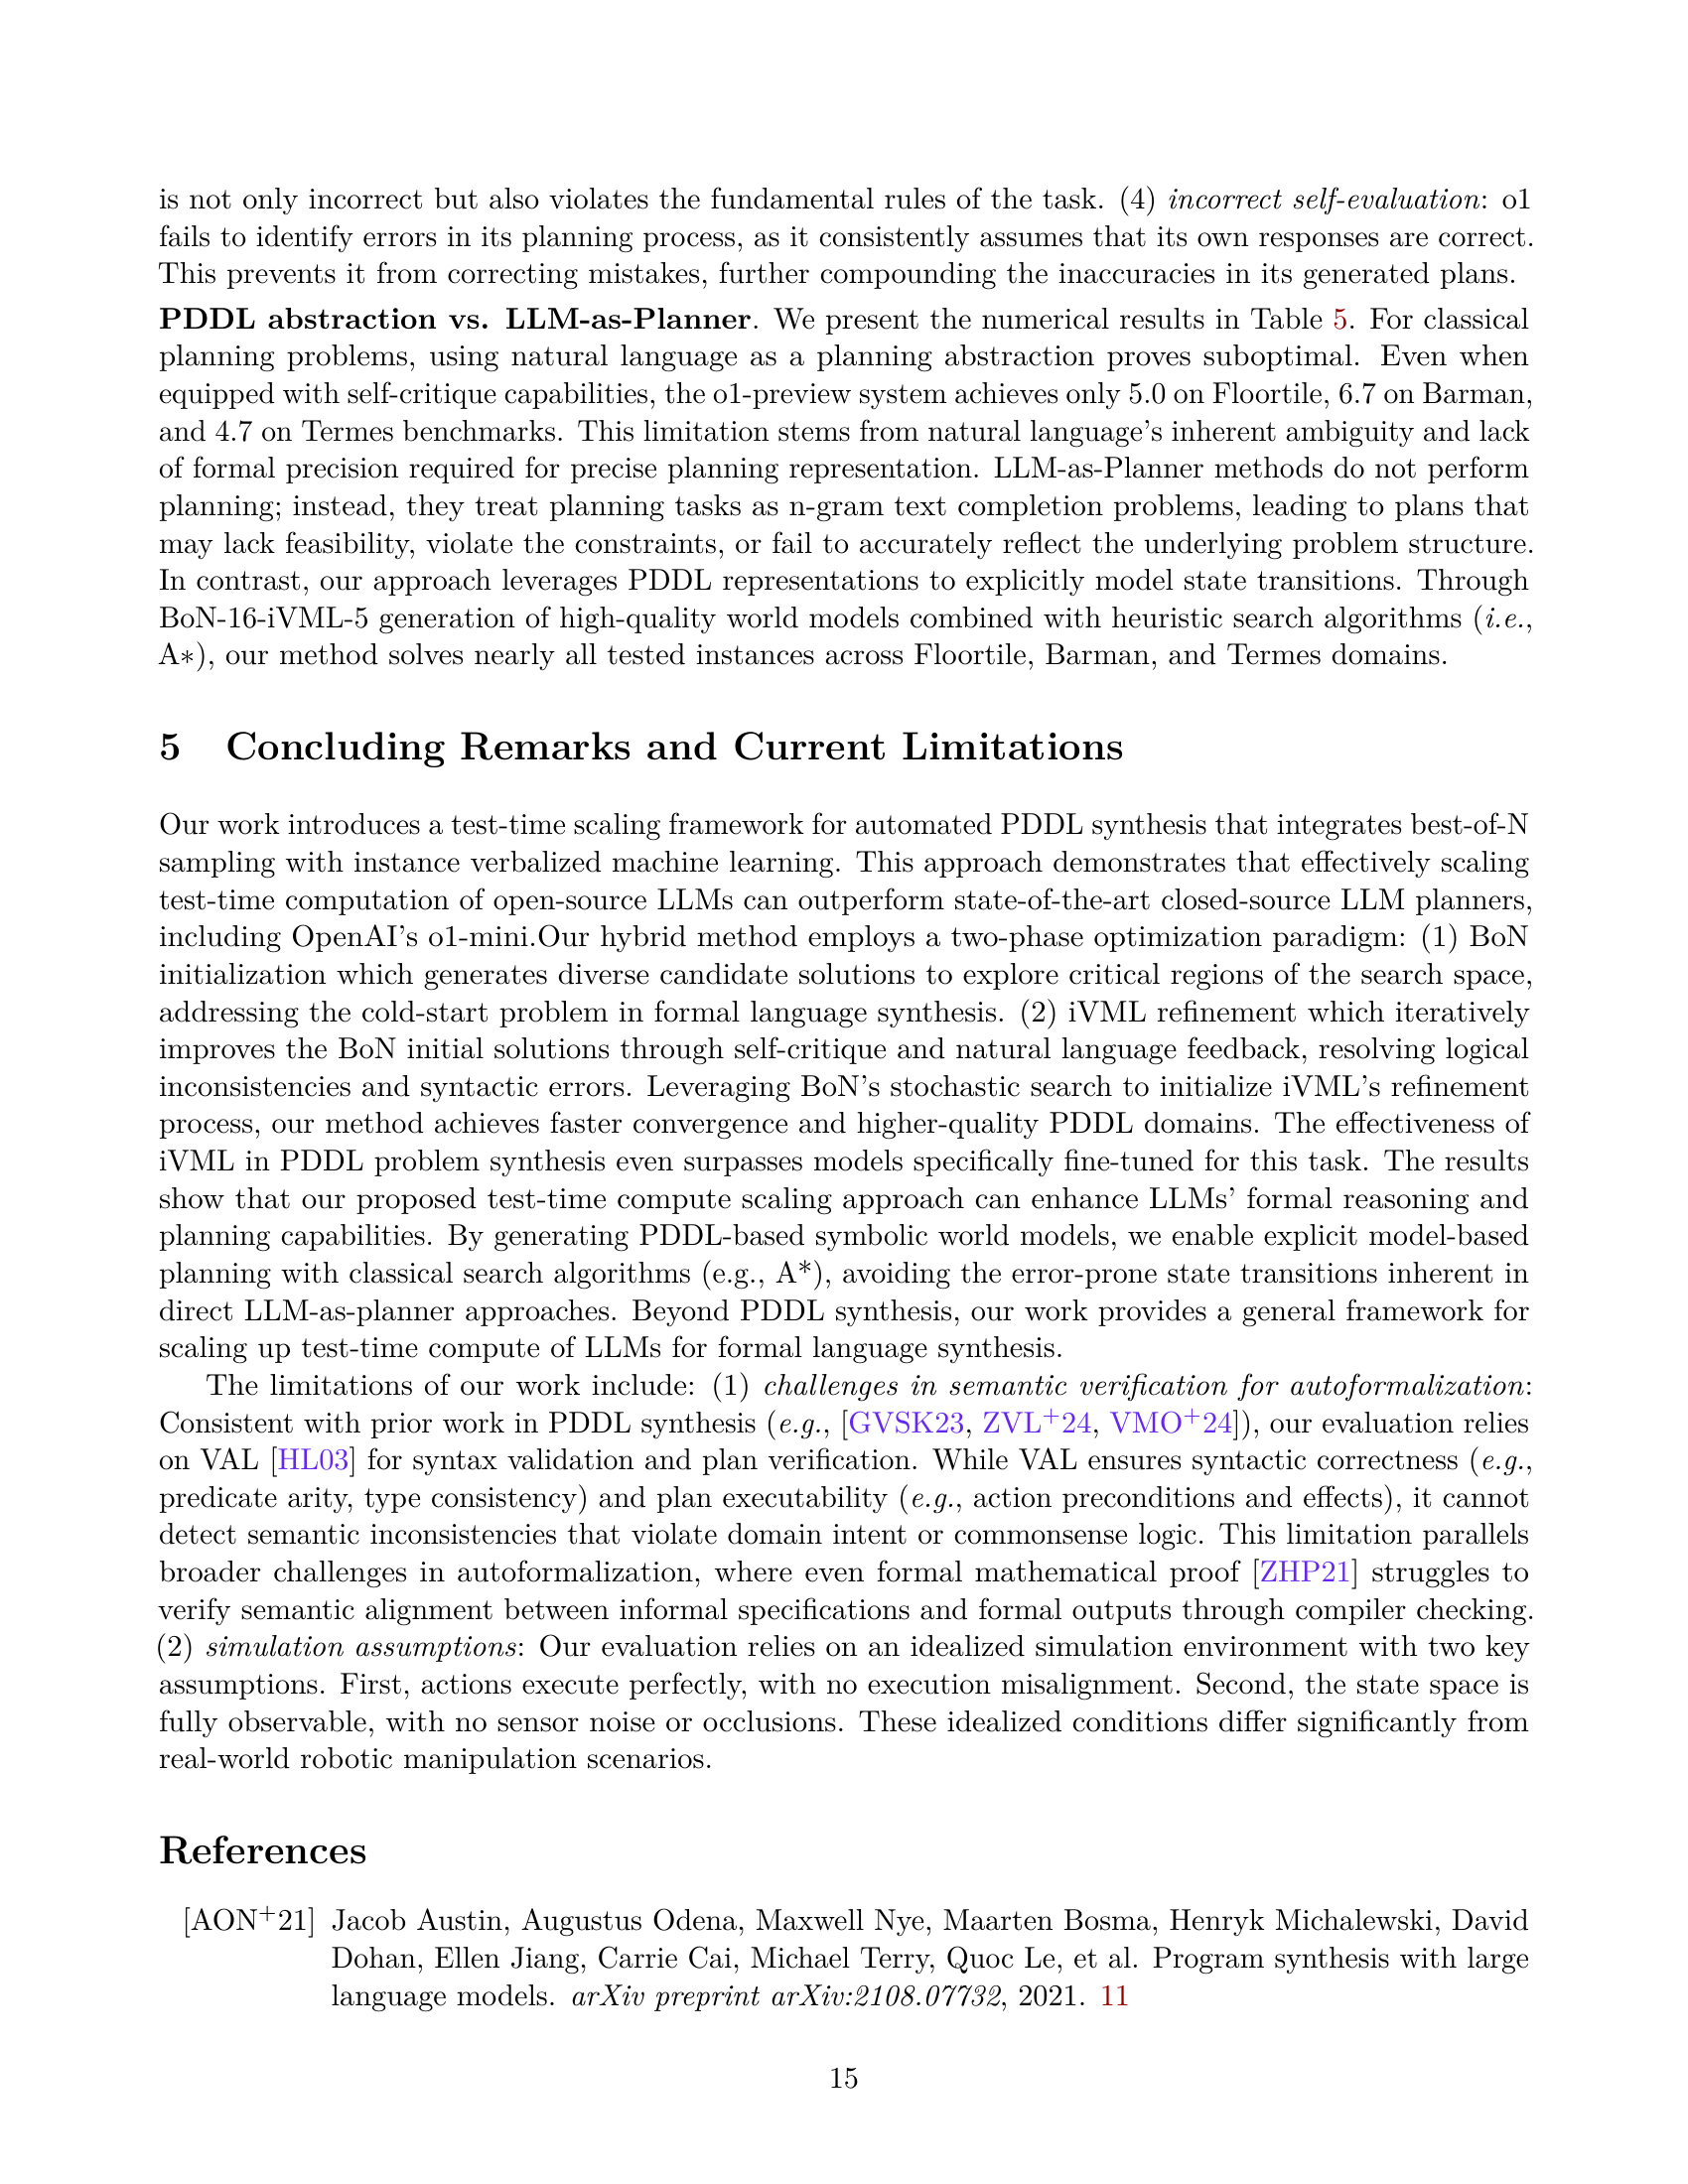 is not only incorrect but also violates the fundamental rules of the task. (4) incorrect self-evaluation: o1
fails to identify errors in its planning process, as it consistently assumes that its own responses are correct.
This prevents it from correcting mistakes, further compounding the inaccuracies in its generated plans.
PDDL abstraction vs. LLM-as-Planner. We present the numerical results in Table 5. For classical
planning problems, using natural language as a planning abstraction proves suboptimal. Even when
equipped with self-critique capabilities, the o1-preview system achieves only 5.0 on Floortile, 6.7 on Barman,
and 4.7 on Termes benchmarks. This limitation stems from natural language's inherent ambiguity and lack
of formal precision required for precise planning representation. LLM-as-Planner methods do not perform
planning; instead, they treat planning tasks as n-gram text completion problems, leading to plans that
may lack feasibility, violate the constraints, or fail to accurately reflect the underlying problem structure.
In contrast, our approach leverages PDDL representations to explicitly model state transitions. Through
BoN-16-iVML-5 generation of high-quality world models combined with heuristic search algorithms (i.e.,
A∗), our method solves nearly all tested instances across Floortile, Barman, and Termes domains.
5 Concluding Remarks and Current Limitations
Our work introduces a test-time scaling framework for automated PDDL synthesis that integrates best-of-N
sampling with instance verbalized machine learning. This approach demonstrates that effectively scaling
test-time computation of open-source LLMs can outperform state-of-the-art closed-source LLM planners,
including OpenAI's o1-mini.Our hybrid method employs a two-phase optimization paradigm: (1) BoN
initialization which generates diverse candidate solutions to explore critical regions of the search space,
addressing the cold-start problem in formal language synthesis. (2) iVML refinement which iteratively
improves the BoN initial solutions through self-critique and natural language feedback, resolving logical
inconsistencies and syntactic errors. Leveraging BoN's stochastic search to initialize iVML's refinement
process, our method achieves faster convergence and higher-quality PDDL domains. The effectiveness of
iVML in PDDL problem synthesis even surpasses models specifically fine-tuned for this task. The results
show that our proposed test-time compute scaling approach can enhance LLMs' formal reasoning and
planning capabilities. By generating PDDL-based symbolic world models, we enable explicit model-based
planning with classical search algorithms (e.g., A*), avoiding the error-prone state transitions inherent in
direct LLM-as-planner approaches. Beyond PDDL synthesis, our work provides a general framework for
scaling up test-time compute of LLMs for formal language synthesis.
The limitations of our work include: (1) challenges in semantic verification for autoformalization:
Consistent with prior work in PDDL synthesis (e.g., [GVSK23, ZVL+24, VMO+24]), our evaluation relies
on VAL [HL03] for syntax validation and plan verification. While VAL ensures syntactic correctness (e.g.,
predicate arity, type consistency) and plan executability (e.g., action preconditions and effects), it cannot
detect semantic inconsistencies that violate domain intent or commonsense logic. This limitation parallels
broader challenges in autoformalization, where even formal mathematical proof [ZHP21] struggles to
verify semantic alignment between informal specifications and formal outputs through compiler checking.
(2) simulation assumptions: Our evaluation relies on an idealized simulation environment with two key
assumptions. First, actions execute perfectly, with no execution misalignment. Second, the state space is
fully observable, with no sensor noise or occlusions. These idealized conditions differ significantly from
real-world robotic manipulation scenarios.
References
[AON+21] Jacob Austin, Augustus Odena, Maxwell Nye, Maarten Bosma, Henryk Michalewski, David
Dohan, Ellen Jiang, Carrie Cai, Michael Terry, Quoc Le, et al. Program synthesis with large
language models. arXiv preprint arXiv:2108.07732, 2021. 11
15